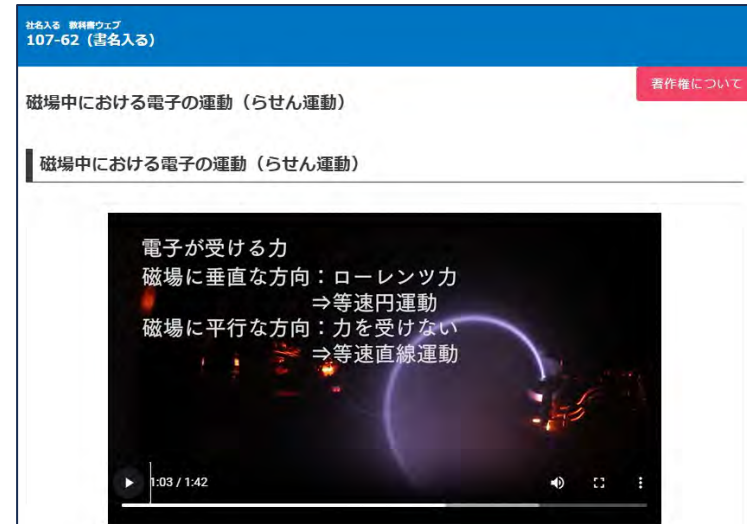 社名入る 教科書ウェブ
107-62 (書名入る)
著作権について
磁場中における電子の運動（らせん運動）
磁場中における電子の運動（らせん運動）
電子が受ける力
磁場に垂直な方向：ローレンツ力
⇒等速円運動
磁場に平行な方向：力を受けない
⇒等速直線運動
1:03 / 1:42